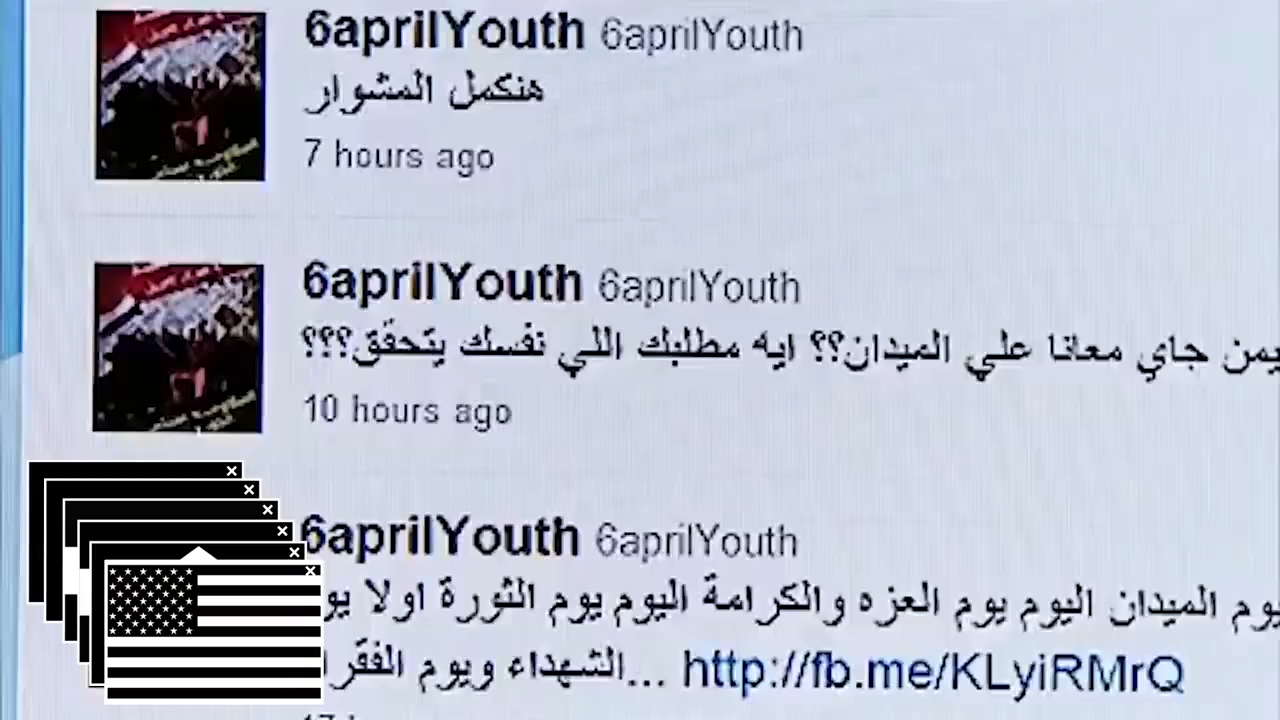 6aprilYouth 6aprilYouth
هنكمل المشوار
7 hours ago
6aprilYouth 6aprilYouth
يمن جاي معانا علي الميدان؟؟ ايه مطلبك اللي نفسك يتحقق؟؟؟
10 hours ago
6aprilYouth 6aprilYouth
يوم الميدان اليوم يوم العزه والكرامة اليوم يوم الثورة اولا يو
الشهداء ويوم الفقرا... http://fb.me/KLyiRMrQ